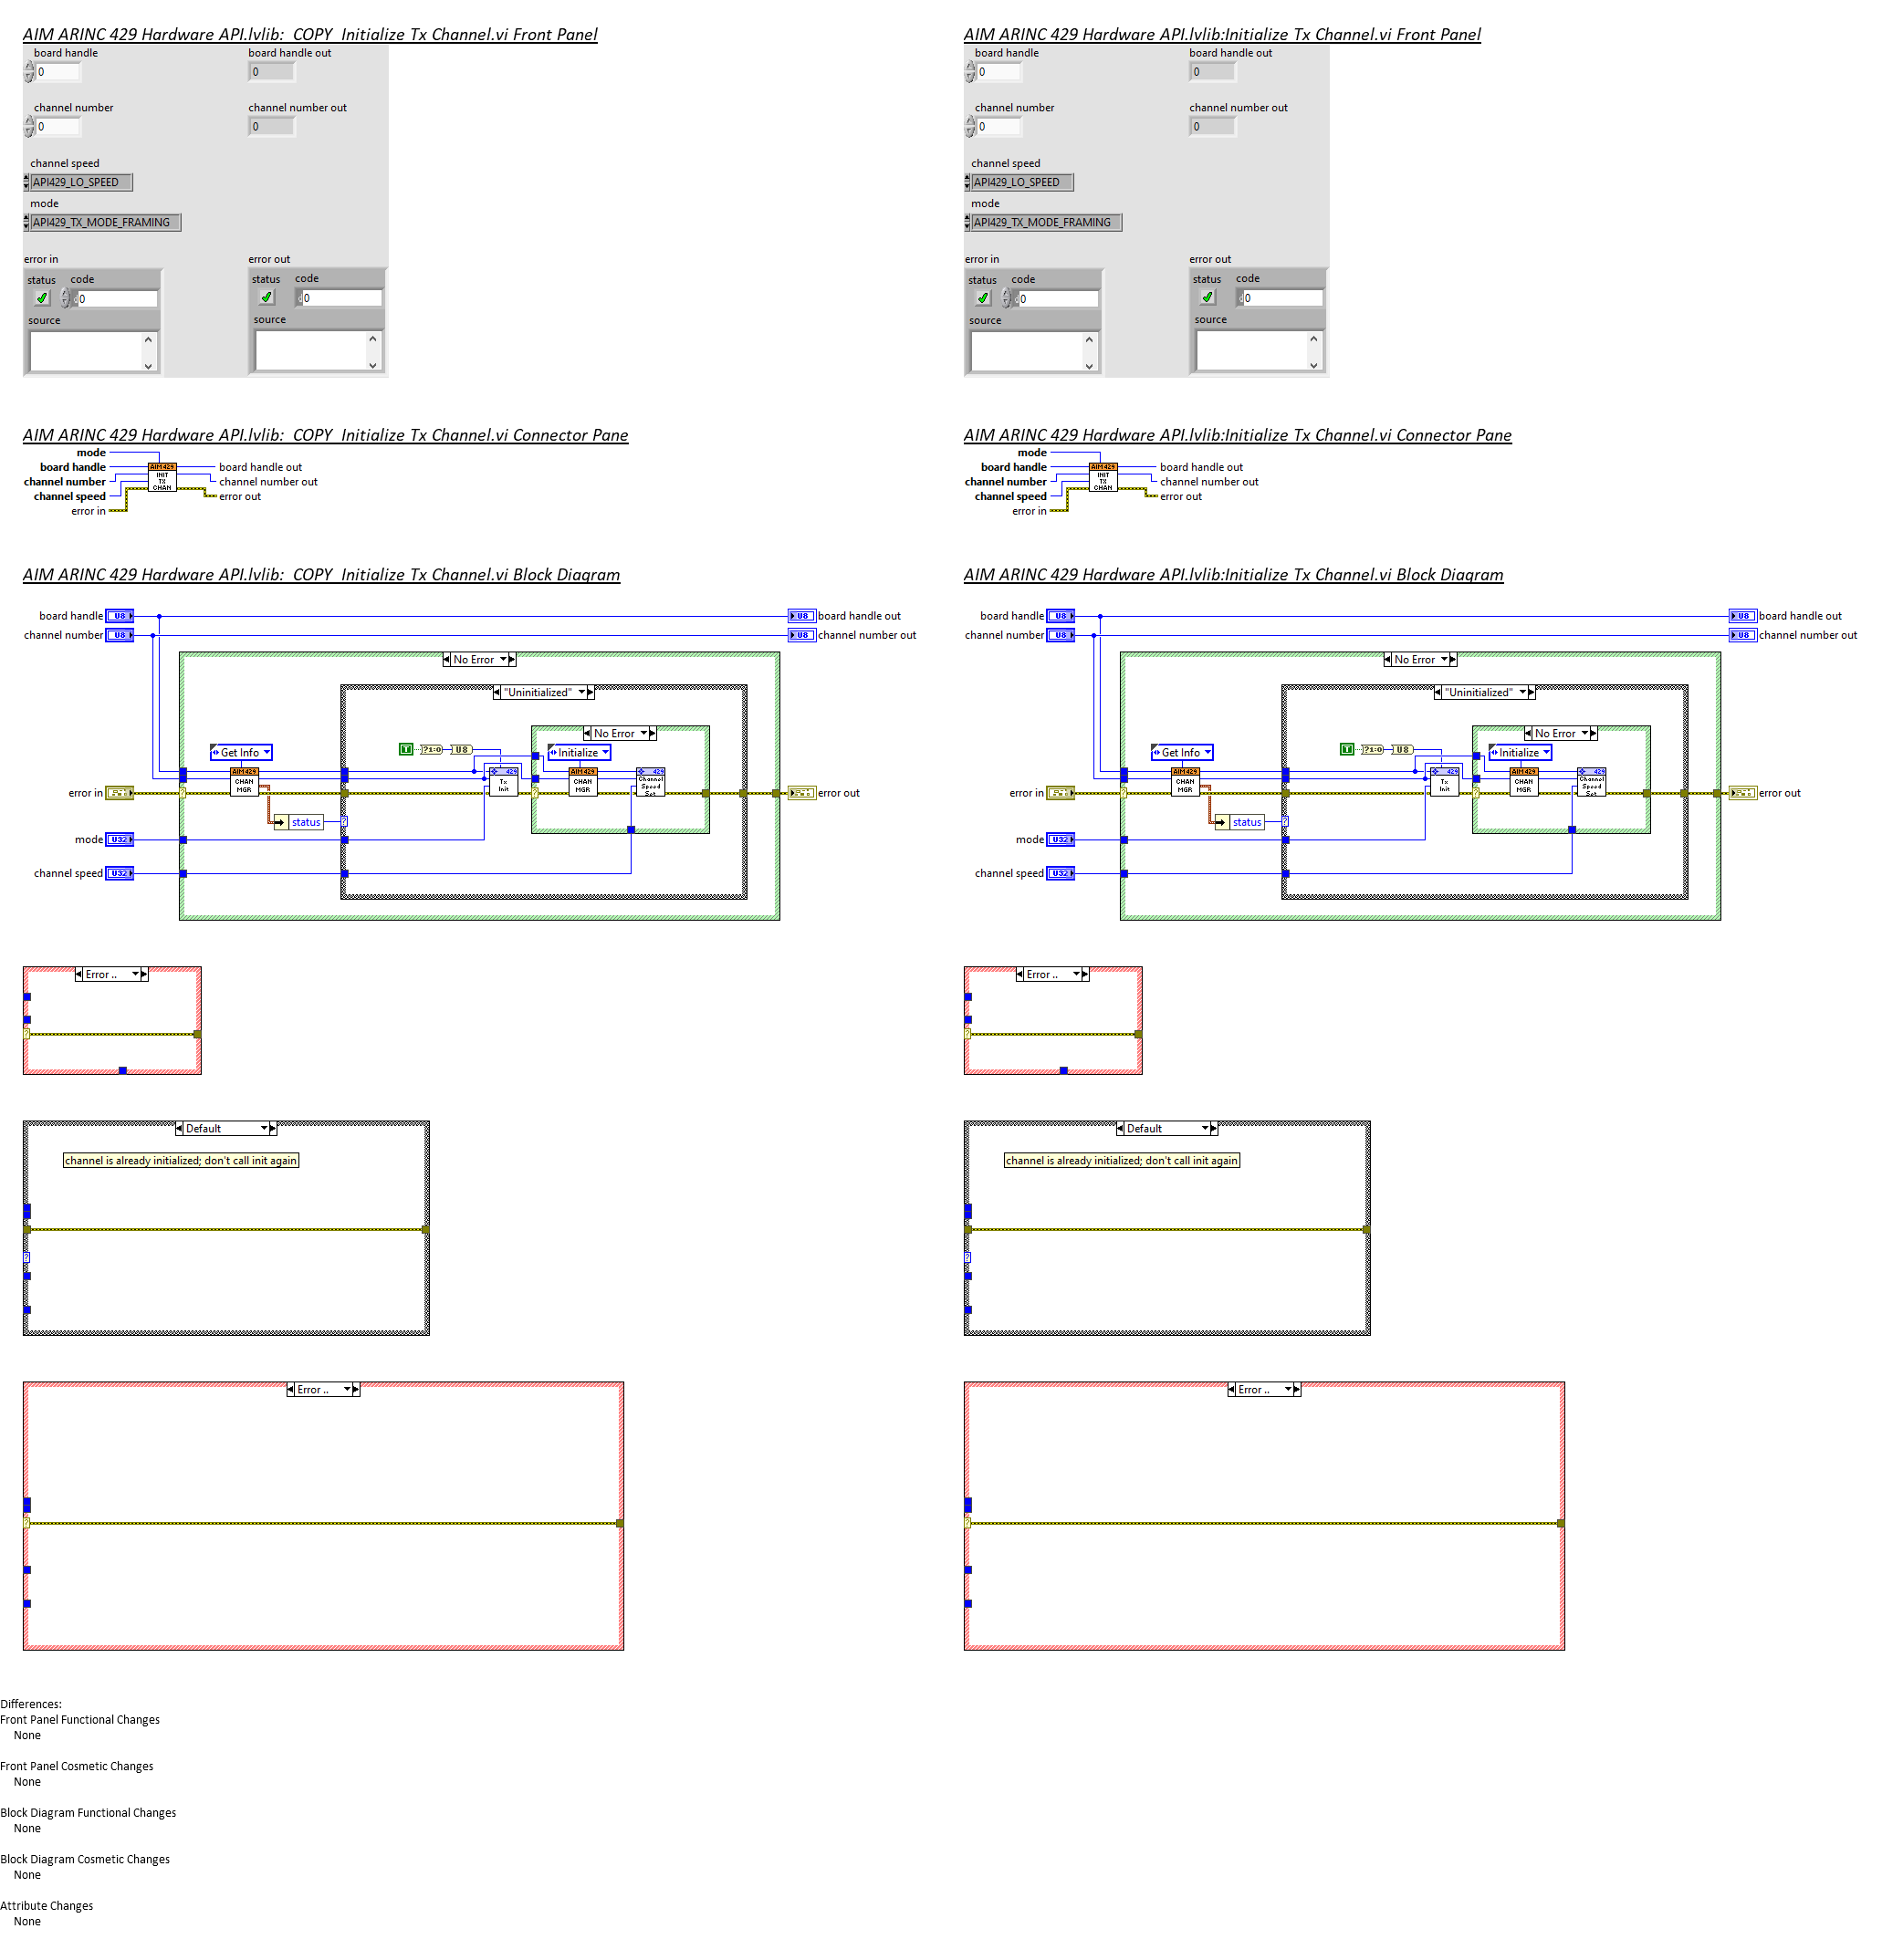 AIM ARINC 429 Hardware API.lvlib:  COPY  Initialize Tx Channel.vi Front Panel
board handle
board handle out
0
0
channel number
channel number out
0
0
channel speed
API429_LO_SPEED
mode
API429_TX_MODE_FRAMING
error in
error out
status code
status code
0
0
source
source
AIM ARINC 429 Hardware API.lvlib:Initialize Tx Channel.vi Front Panel
board handle
board handle out
0
0
channel number
channel number out
0
0
channel speed
API429_LO_SPEED
mode
API429_TX_MODE_FRAMING
error in
error out
status code
status code
0
0
source
source
AIM ARINC 429 Hardware API.lvlib:  COPY  Initialize Tx Channel.vi Connector Pane
mode
board handle
AIM429
board handle out
channel number
INIT
TX
CHAN
channel number out
channel speed
error out
error in
AIM ARINC 429 Hardware API.lvlib:Initialize Tx Channel.vi Connector Pane
mode
board handle
AIM429
board handle out
channel number
INIT
TX
CHAN
channel number out
channel speed
error out
error in
AIM ARINC 429 Hardware API.lvlib:  COPY  Initialize Tx Channel.vi Block Diagram
board handle U8
U8 board handle out
channel number U8
U8 channel number out
No Error
"Uninitialized"
No Error
Get Info
T ?1:0 U8
Initialize
AIM429
CHAN
MGR
429
Tx
Init
AIM429
CHAN
MGR
429
Channel
Speed
Set
error in
error out
status
mode U32
channel speed U32
AIM ARINC 429 Hardware API.lvlib:Initialize Tx Channel.vi Block Diagram
board handle U8
U8 board handle out
channel number U8
U8 channel number out
No Error
"Uninitialized"
No Error
Get Info
T ?1:0 U8
Initialize
AIM429
CHAN
MGR
429
Tx
Init
AIM429
CHAN
MGR
429
Channel
Speed
Set
error in
error out
status
mode U32
channel speed U32
Error ..
Error ..
Default
channel is already initialized; don't call init again
Default
channel is already initialized; don't call init again
Error ..
Error ..
Differences:
Front Panel Functional Changes
None
Front Panel Cosmetic Changes
None
Block Diagram Functional Changes
None
Block Diagram Cosmetic Changes
None
Attribute Changes
None